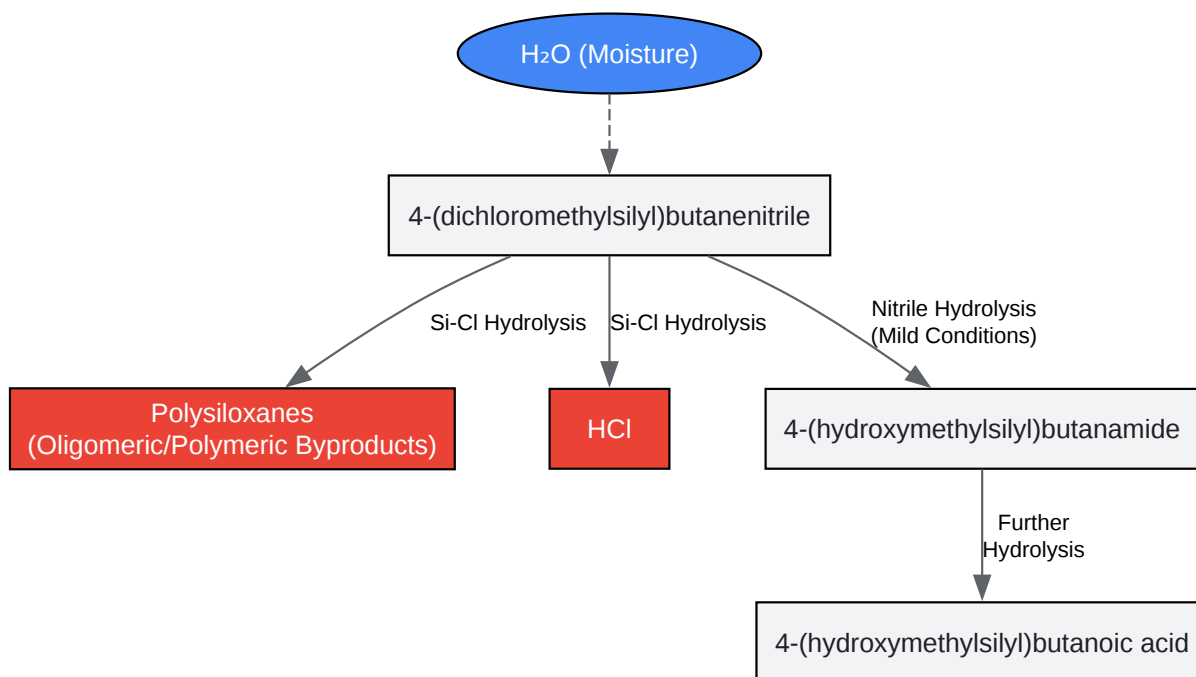 H₂O (Moisture)
4-(dichloromethylsilyl)butanenitrile
Si-Cl Hydrolysis
Si-Cl Hydrolysis
Nitrile Hydrolysis
(Mild Conditions)
Polysiloxanes
(Oligomeric/Polymeric Byproducts)
HCl
4-(hydroxymethylsilyl)butanamide
Further
Hydrolysis
4-(hydroxymethylsilyl)butanoic acid